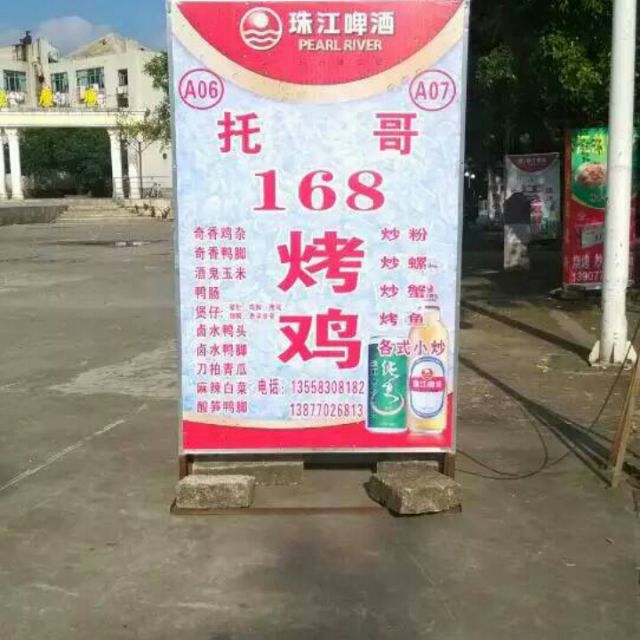 珠江啤酒
PEARL RIVER
A06 A07
托哥
168
烤鸡
奇香鸡杂
奇香鸭脚
酒鬼玉米
鸭肠
煲仔:
卤水鸭头
卤水鸭脚
刀拍青瓜
麻辣白菜
酸笋鸭脚
炒粉
炒螺
炒蟹
烤鱼
各式小炒
电话: 13558308182
13877026813
纯生
珠江啤酒